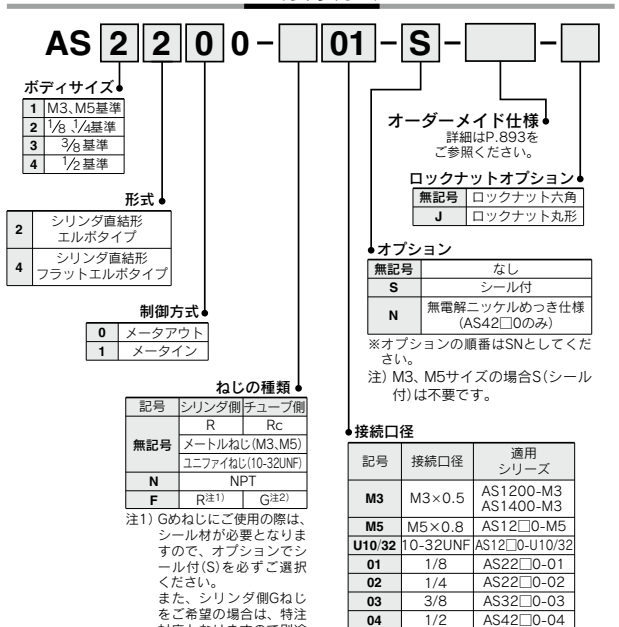 AS 2 2 0 0 - 01 - S - -
ボディサイズ
1 M3、M5基準
2 1/8、1/4基準
3 3/8基準
4 1/2基準
形式
2 シリンダ直結形
エルボタイプ
4 シリンダ直結形
フラットエルボタイプ
制御方式
0 メータアウト
1 メータイン
ねじの種類
記号 シリンダ側 チューブ側
無記号 R Rc
メートルねじ(M3、M5)
ユニファイねじ(10-32UNF)
N NPT
F R注1) G注2)
注1) Gめねじにご使用の際は、
シール材が必要となりま
すので、オプションでシ
ール付(S)を必ずご選択
ください。
また、シリンダ側Gねじ
をご希望の場合は、特注
オーダーメイド仕様
詳細はP.893を
ご参照ください。
ロックナットオプション
無記号 ロックナット六角
J ロックナット丸形
オプション
無記号 なし
S シール付
N 無電解ニッケルめっき仕様
(AS42□0のみ)
※オプションの順番はSNとしてくだ
さい。
注) M3、M5サイズの場合S(シール
付)は不要です。
接続口径
記号 接続口径 適用
シリーズ
M3 M3×0.5 AS1200-M3
AS1400-M3
M5 M5×0.8 AS12□0-M5
U10/32 10-32UNF AS12□0-U10/32
01 1/8 AS22□0-01
02 1/4 AS22□0-02
03 3/8 AS32□0-03
04 1/2 AS42□0-04